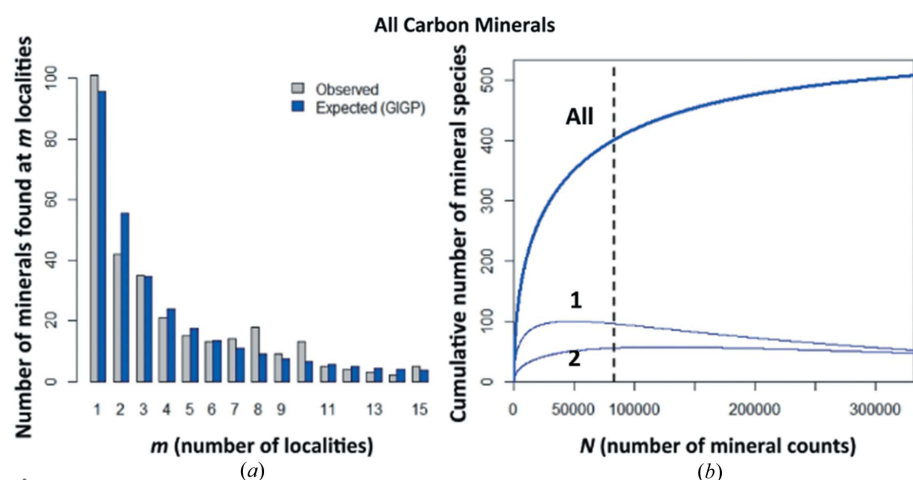 All Carbon Minerals
Number of minerals found at m localities
100
80
60
40
20
0
Observed
Expected (GIGP)
1 2 3 4 5 6 7 8 9 11 13 15
m (number of localities)
(a)
Cumulative number of mineral species
500
400
300
200
100
0
All
1
2
0 50000 100000 200000 300000
N (number of mineral counts)
(b)